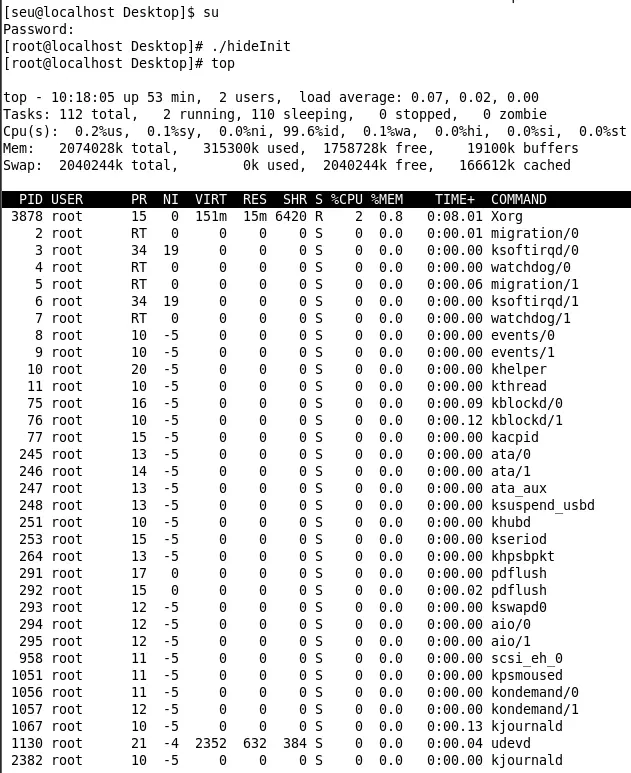 [seu@localhost Desktop]$ su
Password:
[root@localhost Desktop]# ./hideInit
[root@localhost Desktop]# top
top - 10:18:05 up 53 min,  2 users,  load average: 0.07, 0.02, 0.00
Tasks: 112 total,   2 running, 110 sleeping,   0 stopped,   0 zombie
Cpu(s):  0.2%us,  0.1%sy,  0.0%ni, 99.6%id,  0.1%wa,  0.0%hi,  0.0%si,  0.0%st
Mem:   2074028k total,   315300k used,  1758728k free,    19100k buffers
Swap:  2040244k total,        0k used,  2040244k free,   166612k cached
  PID USER      PR  NI  VIRT  RES  SHR S %CPU %MEM    TIME+  COMMAND
 3878 root      15   0  151m  15m 6420 R    2  0.8   0:08.01 Xorg
    2 root      RT   0     0    0    0 S    0  0.0   0:00.01 migration/0
    3 root      34  19     0    0    0 S    0  0.0   0:00.00 ksoftirqd/0
    4 root      RT   0     0    0    0 S    0  0.0   0:00.00 watchdog/0
    5 root      RT   0     0    0    0 S    0  0.0   0:00.06 migration/1
    6 root      34  19     0    0    0 S    0  0.0   0:00.00 ksoftirqd/1
    7 root      RT   0     0    0    0 S    0  0.0   0:00.00 watchdog/1
    8 root      10  -5     0    0    0 S    0  0.0   0:00.00 events/0
    9 root      10  -5     0    0    0 S    0  0.0   0:00.00 events/1
   10 root      20  -5     0    0    0 S    0  0.0   0:00.00 khelper
   11 root      10  -5     0    0    0 S    0  0.0   0:00.00 kthread
   75 root      16  -5     0    0    0 S    0  0.0   0:00.09 kblockd/0
   76 root      10  -5     0    0    0 S    0  0.0   0:00.12 kblockd/1
   77 root      15  -5     0    0    0 S    0  0.0   0:00.00 kacpid
  245 root      13  -5     0    0    0 S    0  0.0   0:00.00 ata/0
  246 root      14  -5     0    0    0 S    0  0.0   0:00.00 ata/1
  247 root      13  -5     0    0    0 S    0  0.0   0:00.00 ata_aux
  248 root      13  -5     0    0    0 S    0  0.0   0:00.00 ksuspend_usbd
  251 root      10  -5     0    0    0 S    0  0.0   0:00.00 khubd
  253 root      15  -5     0    0    0 S    0  0.0   0:00.00 kseriod
  264 root      13  -5     0    0    0 S    0  0.0   0:00.00 khpsbpkt
  291 root      17   0     0    0    0 S    0  0.0   0:00.00 pdflush
  292 root      15   0     0    0    0 S    0  0.0   0:00.02 pdflush
  293 root      12  -5     0    0    0 S    0  0.0   0:00.00 kswapd0
  294 root      12  -5     0    0    0 S    0  0.0   0:00.00 aio/0
  295 root      12  -5     0    0    0 S    0  0.0   0:00.00 aio/1
  958 root      11  -5     0    0    0 S    0  0.0   0:00.00 scsi_eh_0
 1051 root      11  -5     0    0    0 S    0  0.0   0:00.00 kpsmoused
 1056 root      11  -5     0    0    0 S    0  0.0   0:00.00 kondemand/0
 1057 root      12  -5     0    0    0 S    0  0.0   0:00.00 kondemand/1
 1067 root      10  -5     0    0    0 S    0  0.0   0:00.13 kjournald
 1130 root      21  -4  2352  632  384 S    0  0.0   0:00.04 udevd
 2382 root      10  -5     0    0    0 S    0  0.0   0:00.00 kjournald